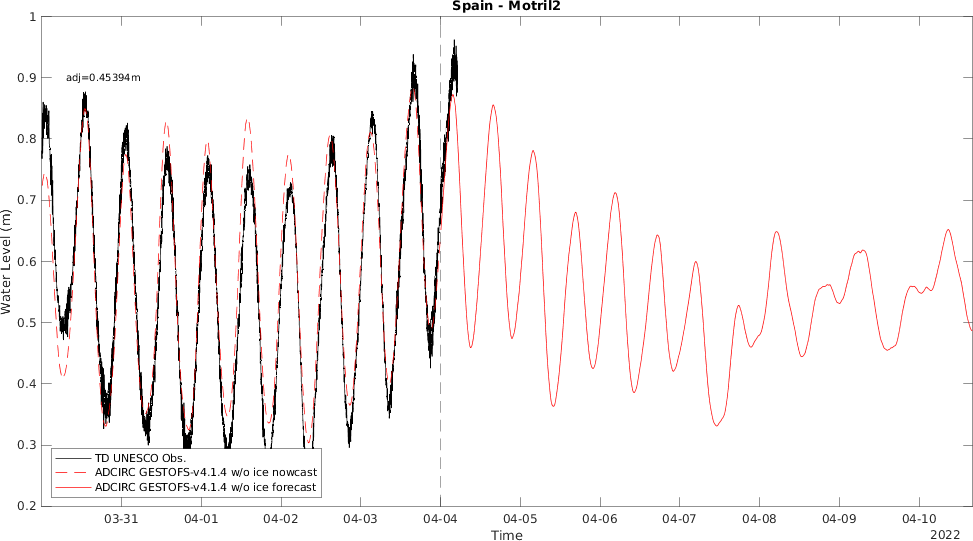 Spain - Motril2
1
0.9
0.8
0.7
0.6
0.5
0.4
0.3
0.2
Water Level (m)
adj=0.45394m
TD UNESCO Obs.
ADCIRC GESTOFS-v4.1.4 w/o ice nowcast
ADCIRC GESTOFS-v4.1.4 w/o ice forecast
03-31 04-01 04-02 04-03 04-04 04-05 04-06 04-07 04-08 04-09 04-10
Time
2022